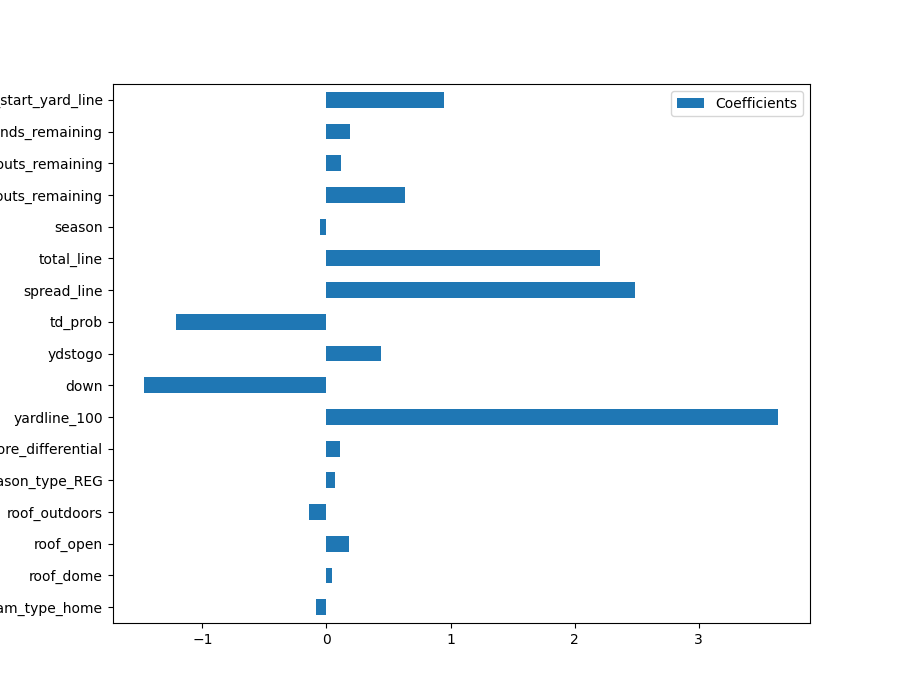 _start_yard_line
Coefficients
nds_remaining
outs_remaining
outs_remaining
season
total_line
spread_line
td_prob
ydstogo
down
yardline_100
ore_differential
ason_type_REG
roof_outdoors
roof_open
roof_dome
am_type_home
−1 0 1 2 3